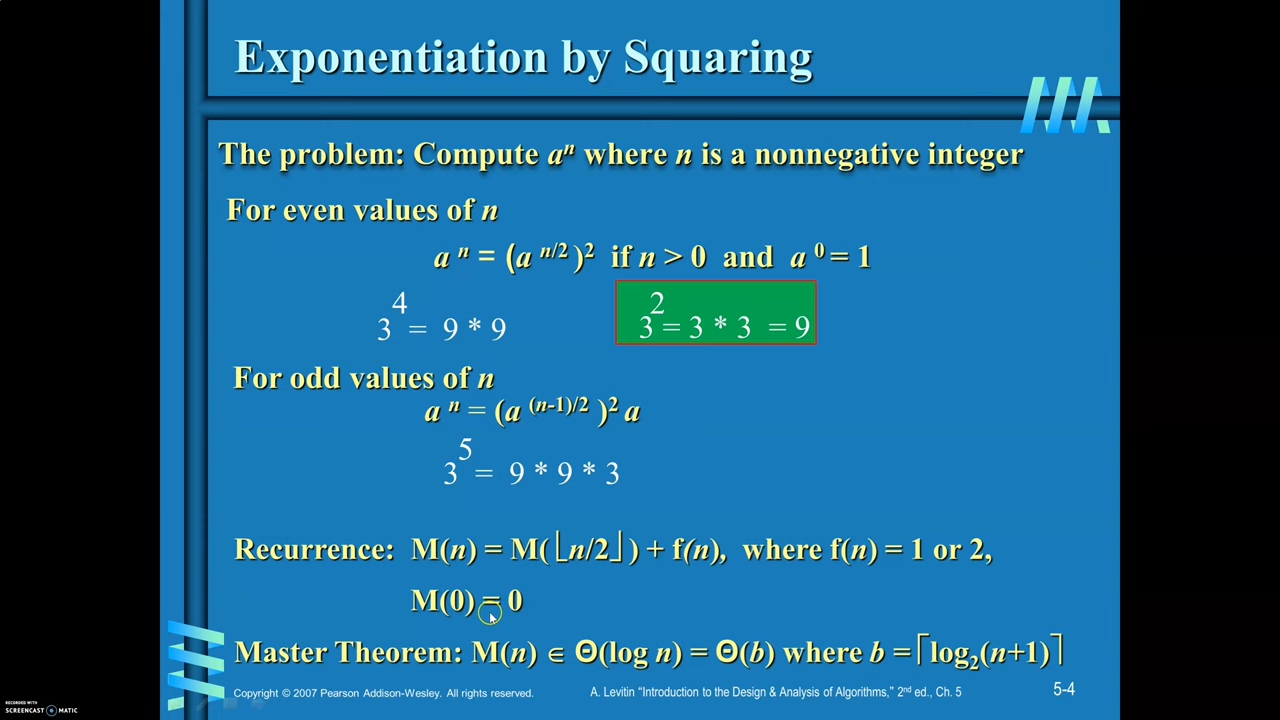 Exponentiation by Squaring
The problem: Compute aⁿ where n is a nonnegative integer
For even values of n
a ⁿ = (a ^(n/2) )² if n > 0 and a ⁰ = 1
3⁴ = 9 * 9
3² = 3 * 3 = 9
For odd values of n
a ⁿ = (a ^((n-1)/2) )² a
3⁵ = 9 * 9 * 3
Recurrence: M(n) = M( ⌊n/2⌋ ) + f(n), where f(n) = 1 or 2,
M(0) = 0
Master Theorem: M(n) ∈ Θ(log n) = Θ(b) where b = ⌈log₂(n+1)⌉
Copyright © 2007 Pearson Addison-Wesley. All rights reserved.
A. Levitin “Introduction to the Design & Analysis of Algorithms,” 2nd ed., Ch. 5
5-4
RECORDED WITH
SCREENCAST MATIC